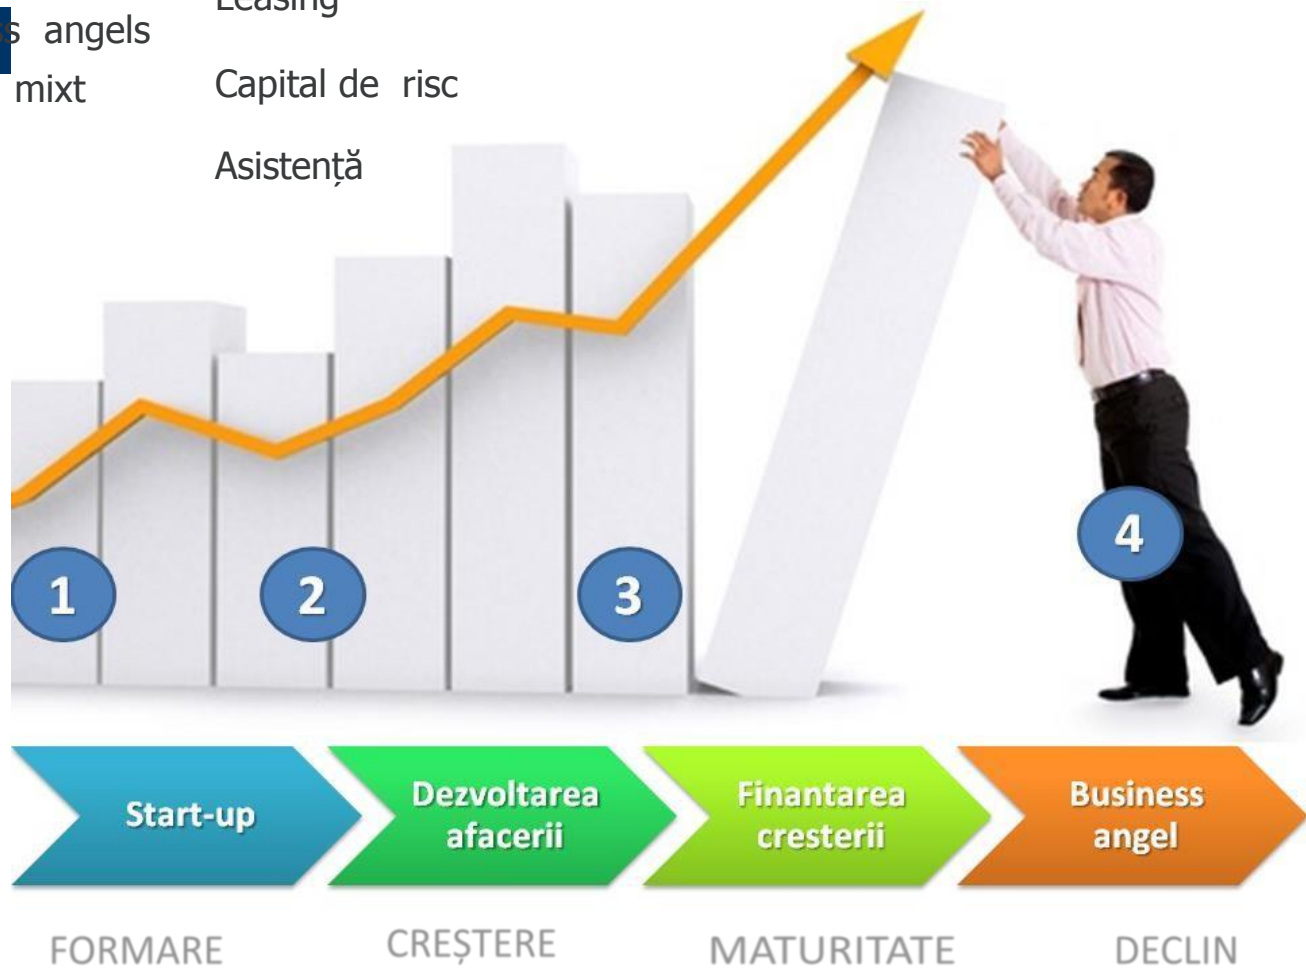 Leasing
angels
mixt
Capital de risc
Asistență
1
2
3
4
Start-up
Dezvoltarea
afacerii
Finantarea
cresterii
Business
angel
FORMARE
CREȘTERE
MATURITATE
DECLIN